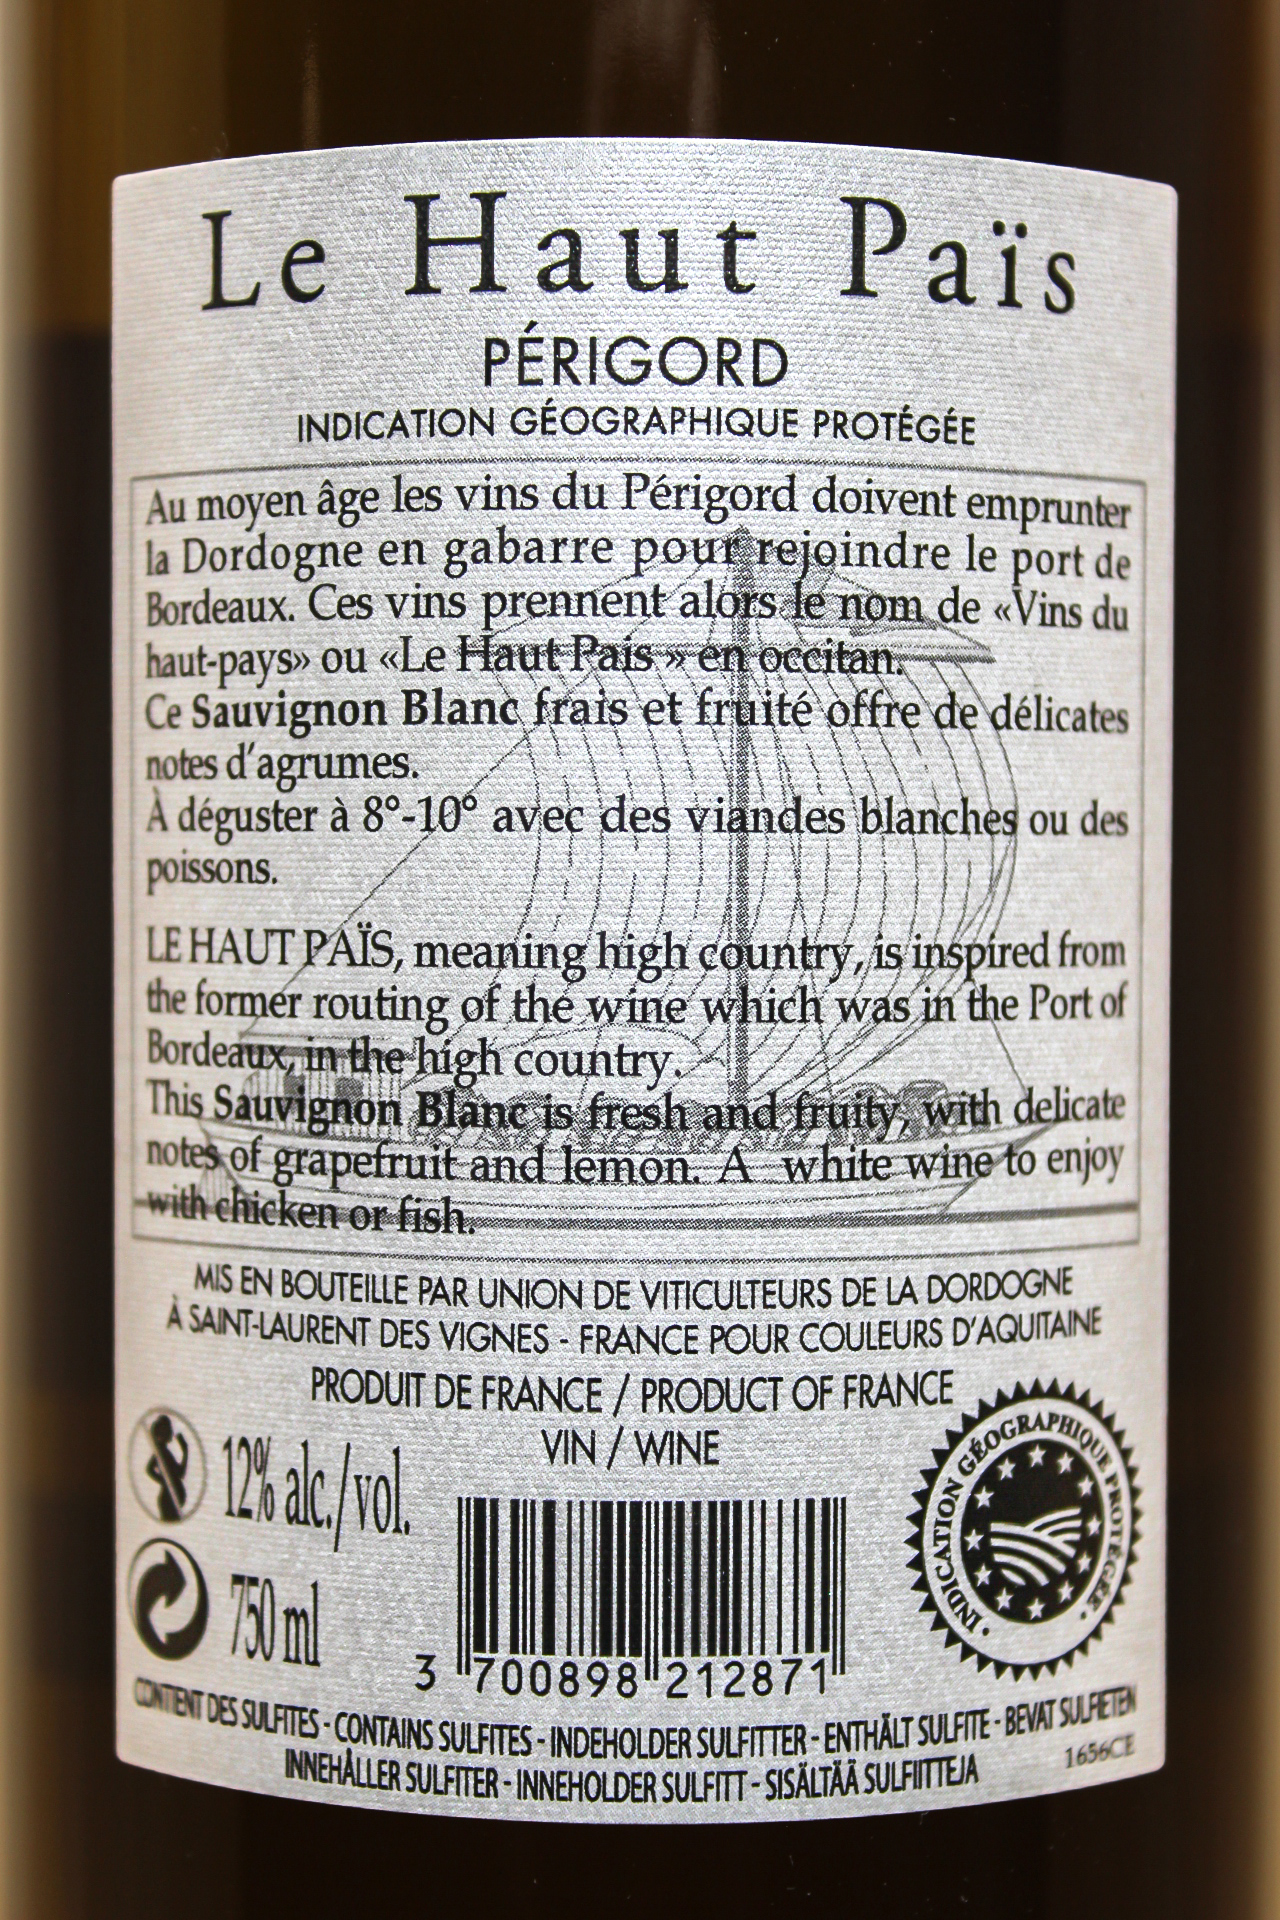 Le Haut Païs
PÉRIGORD
INDICATION GÉOGRAPHIQUE PROTÉGÉE
Au moyen âge les vins du Périgord doivent emprunter
la Dordogne en gabarre pour rejoindre le port de
Bordeaux. Ces vins prennent alors le nom de «Vins du
haut-pays» ou «Le Haut Pais » en occitan.
Ce Sauvignon Blanc frais et fruité offre de délicates
notes d'agrumes.
À déguster à 8°-10° avec des viandes blanches ou des
poissons.
LE HAUT PAÏS, meaning high country, is inspired from
the former routing of the wine which was in the Port of
Bordeaux, in the high country.
This Sauvignon Blanc is fresh and fruity, with delicate
notes of grapefruit and lemon. A white wine to enjoy
with chicken or fish.
MIS EN BOUTEILLE PAR UNION DE VITICULTEURS DE LA DORDOGNE
À SAINT-LAURENT DES VIGNES - FRANCE POUR COULEURS D'AQUITAINE
PRODUIT DE FRANCE / PRODUCT OF FRANCE
VIN / WINE
12% alc./vol.
750 ml
3 700898 212871
INDICATION GÉOGRAPHIQUE PROTÉGÉE
CONTIENT DES SULFITES - CONTAINS SULFITES - INDEHOLDER SULFITTER - ENTHÄLT SULFITE - BEVAT SULFIETEN
INNEHÅLLER SULFITER - INNEHOLDER SULFITT - SISÄLTÄÄ SULFIITTEJA
1656CE